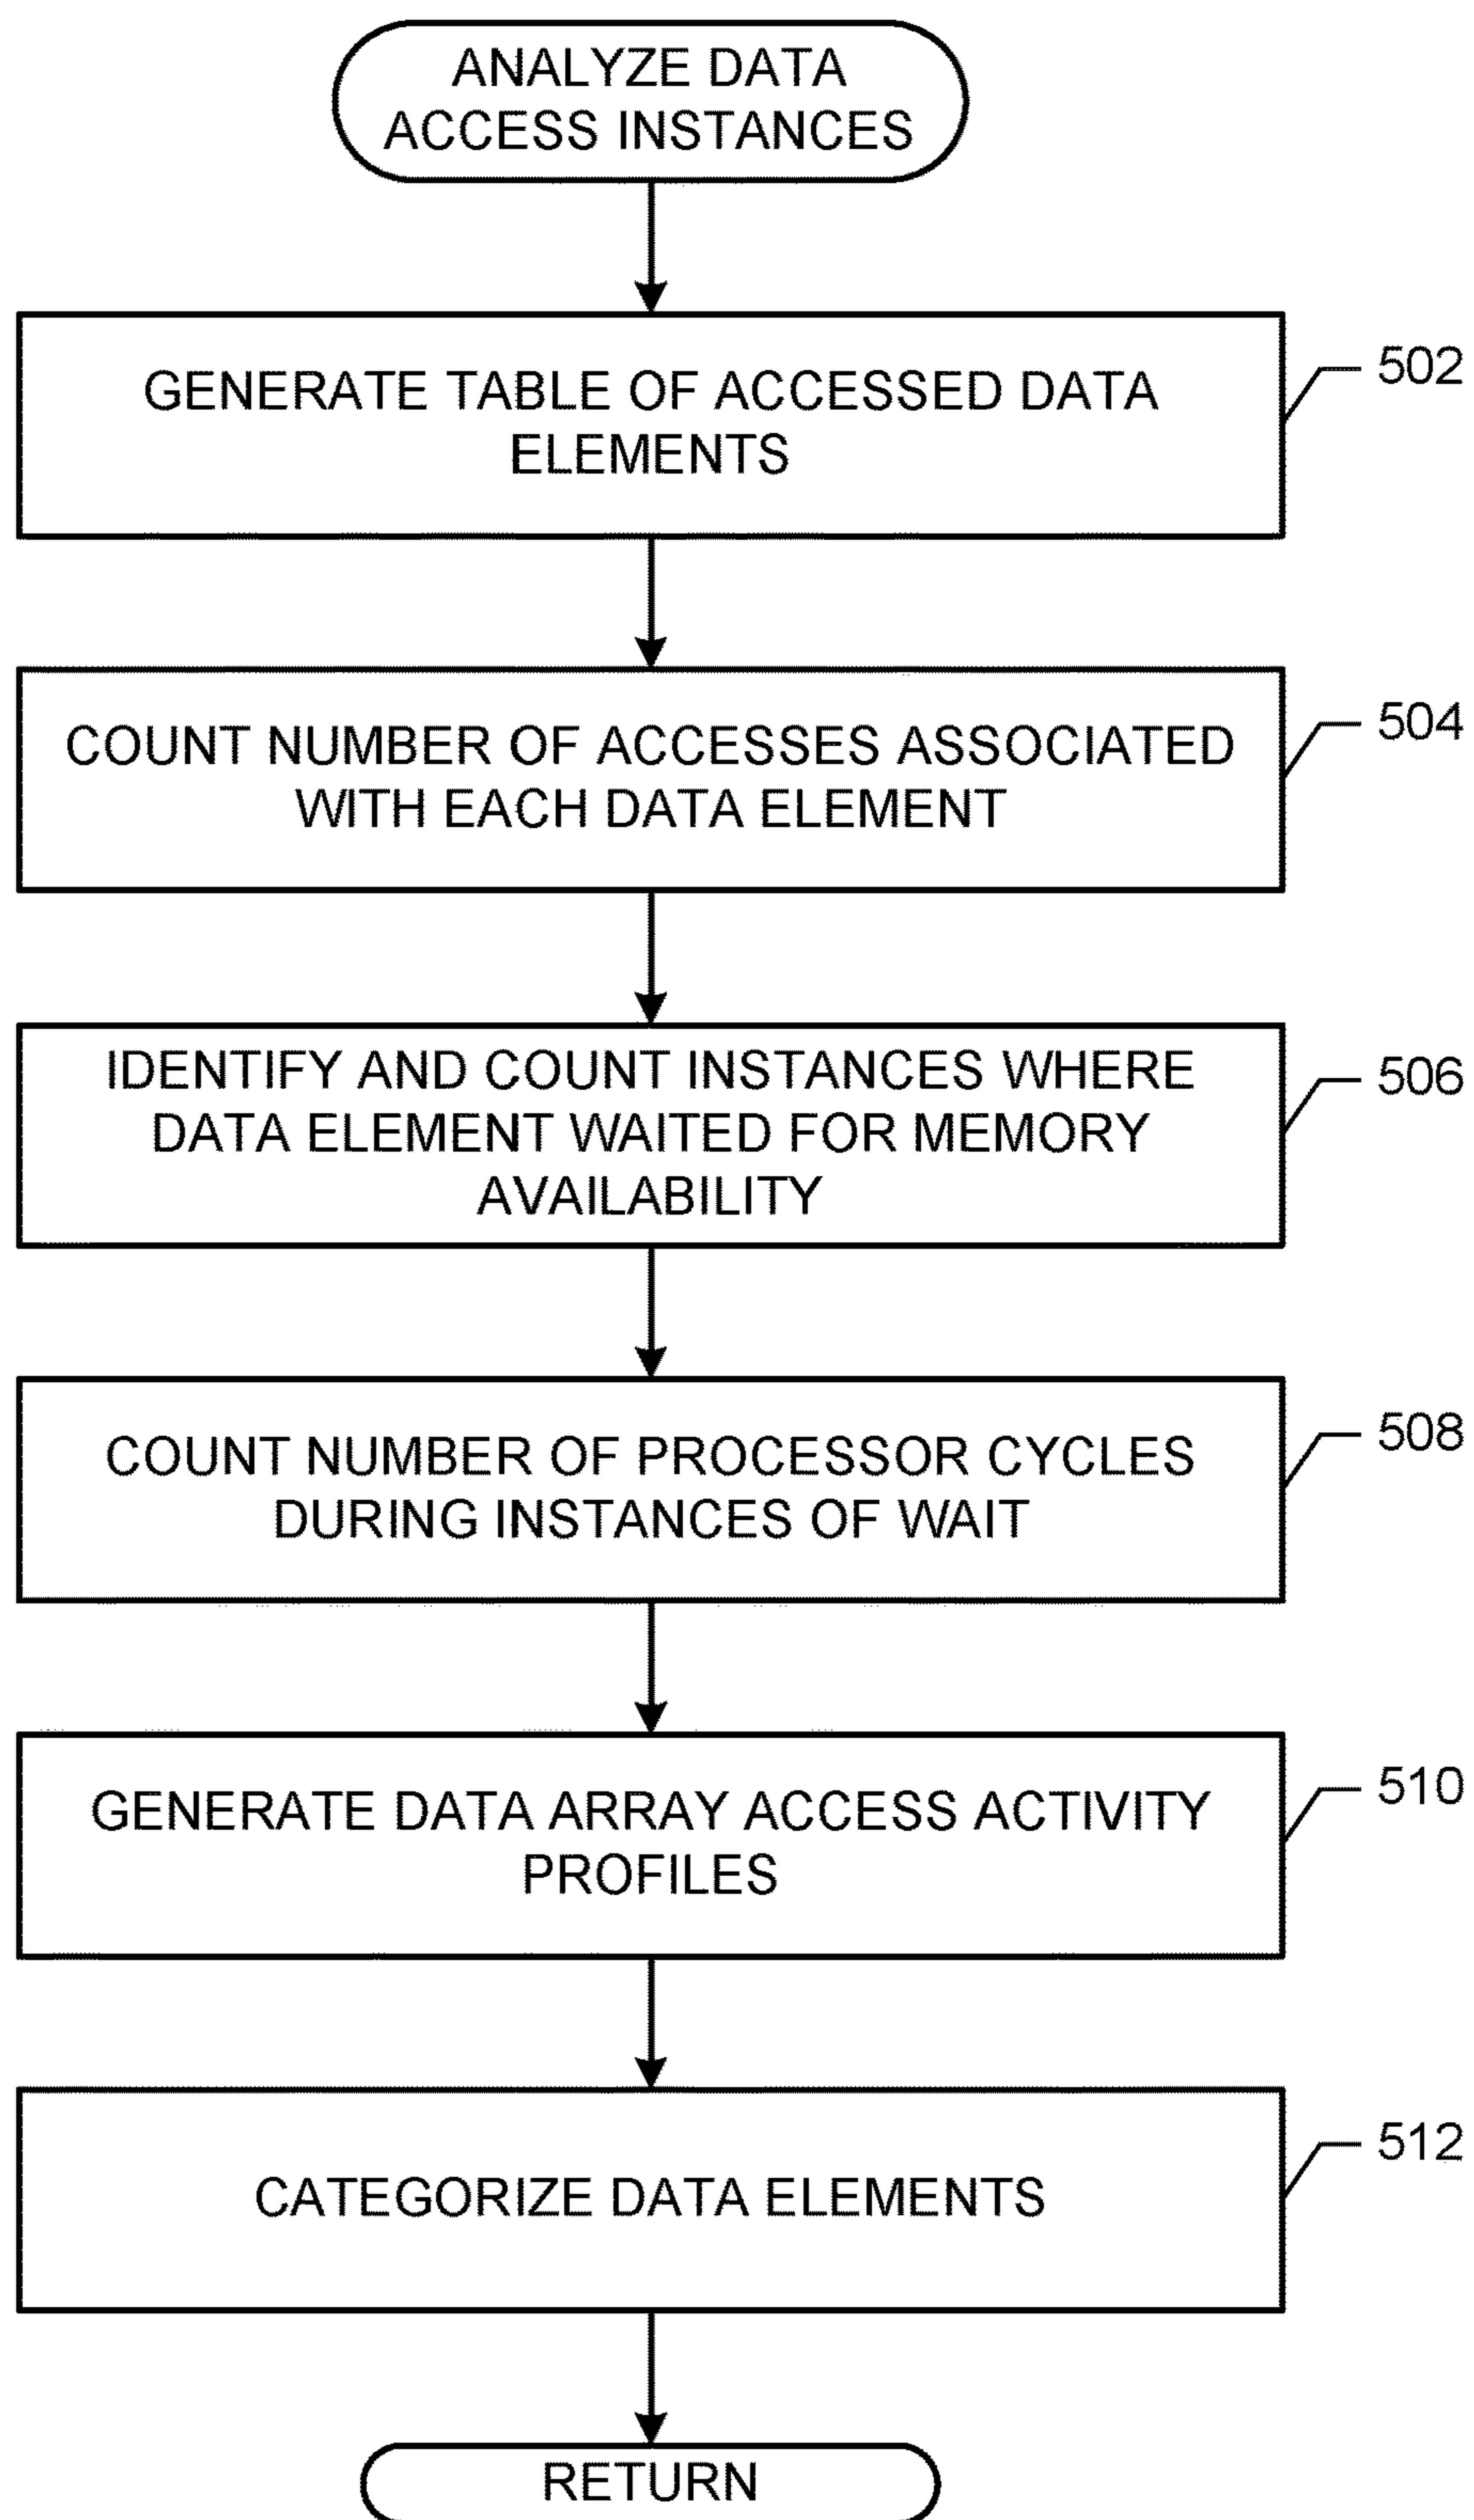 ANALYZE DATA
ACCESS INSTANCES
GENERATE TABLE OF ACCESSED DATA
ELEMENTS
502
COUNT NUMBER OF ACCESSES ASSOCIATED
WITH EACH DATA ELEMENT
504
IDENTIFY AND COUNT INSTANCES WHERE
DATA ELEMENT WAITED FOR MEMORY
AVAILABILITY
506
COUNT NUMBER OF PROCESSOR CYCLES
DURING INSTANCES OF WAIT
508
GENERATE DATA ARRAY ACCESS ACTIVITY
PROFILES
510
CATEGORIZE DATA ELEMENTS
512
RETURN